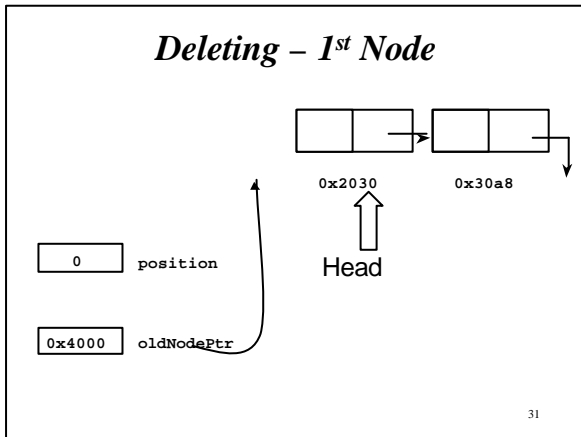 Deleting – 1st Node
0x2030 0x30a8
Head
0 position
0x4000 oldNodePtr
31